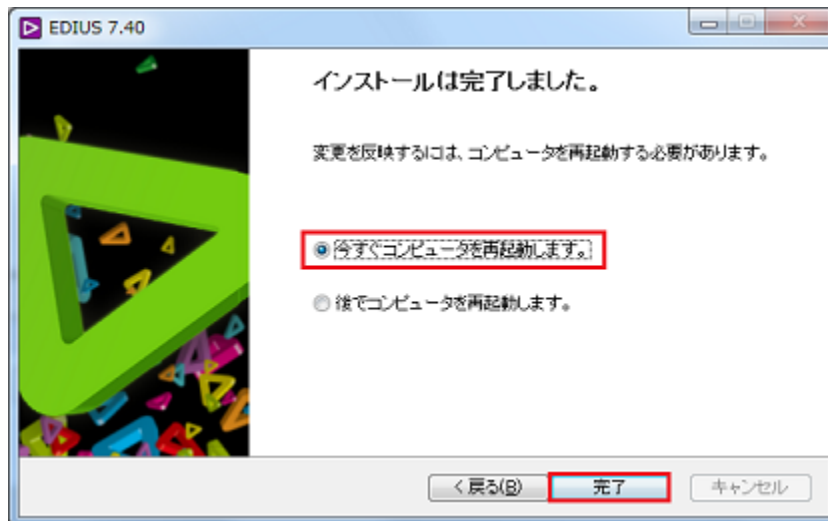 EDIUS 7.40
インストールは完了しました。
変更を反映するには、コンピュータを再起動する必要があります。
今すぐコンピュータを再起動します。
後でコンピュータを再起動します。
< 戻る(B)
完了
キャンセル